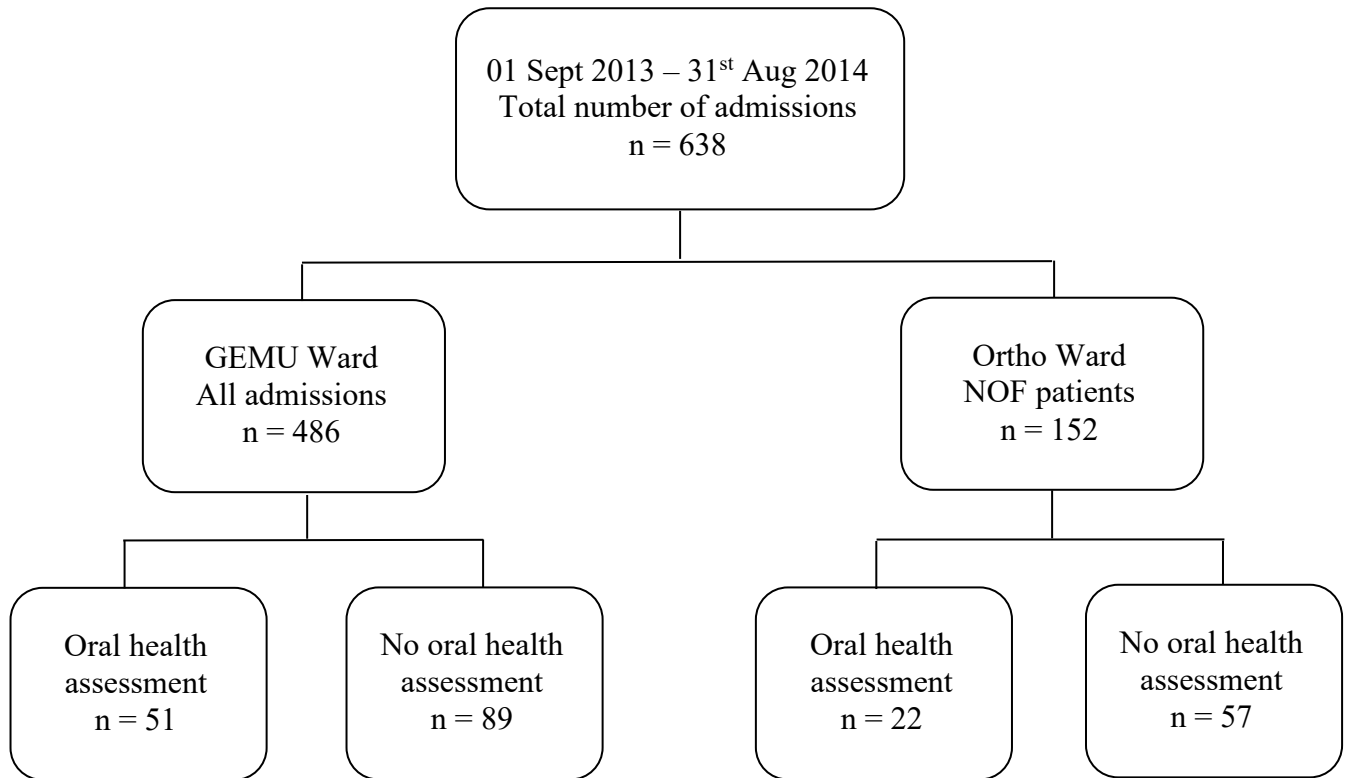 01 Sept 2013 – 31st Aug 2014
Total number of admissions
n = 638
GEMU Ward
All admissions
n = 486
Ortho Ward
NOF patients
n = 152
Oral health
assessment
n = 51
No oral health
assessment
n = 89
Oral health
assessment
n = 22
No oral health
assessment
n = 57